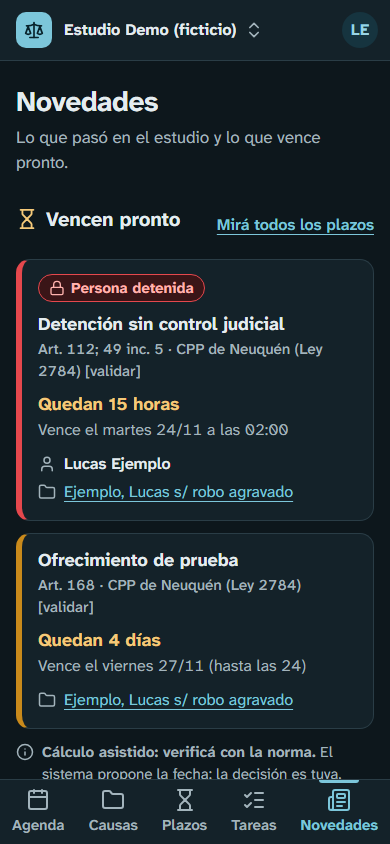 Estudio Demo (ficticio)
LE
Novedades
Lo que pasó en el estudio y lo que vence
pronto.
Vencen pronto
Mirá todos los plazos
Persona detenida
Detención sin control judicial
Art. 112; 49 inc. 5 · CPP de Neuquén (Ley
2784) [validar]
Quedan 15 horas
Vence el martes 24/11 a las 02:00
Lucas Ejemplo
Ejemplo, Lucas s/ robo agravado
Ofrecimiento de prueba
Art. 168 · CPP de Neuquén (Ley 2784)
[validar]
Quedan 4 días
Vence el viernes 27/11 (hasta las 24)
Ejemplo, Lucas s/ robo agravado
Cálculo asistido: verificá con la norma. El
sistema propone la fecha; la decisión es tuya.
Agenda
Causas
Plazos
Tareas
Novedades